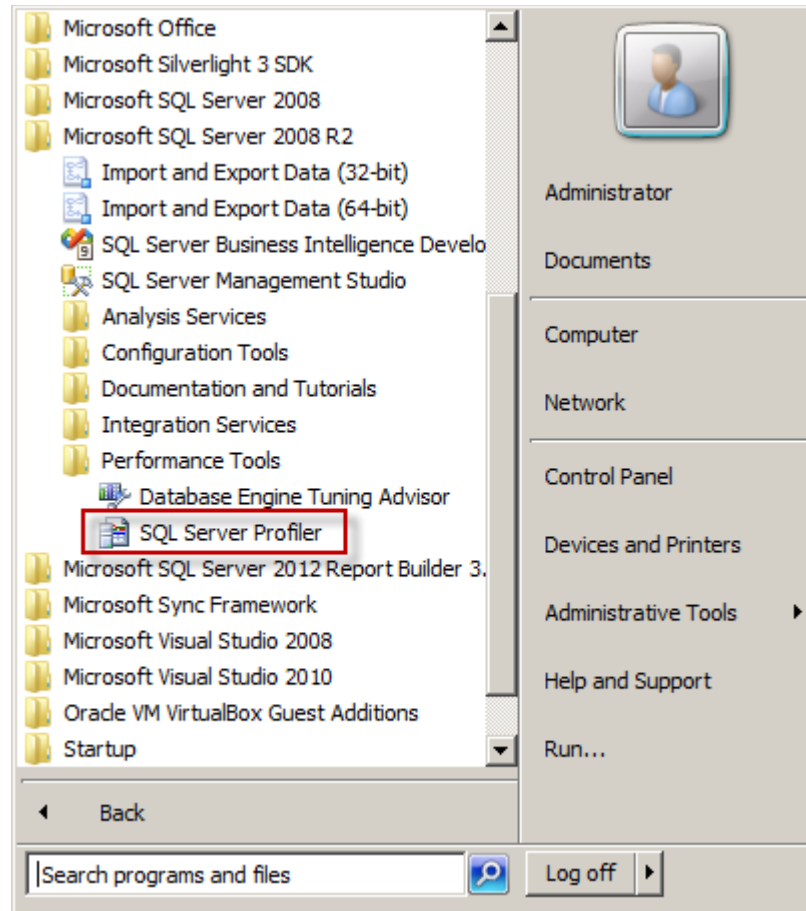 Microsoft Office
Microsoft Silverlight 3 SDK
Microsoft SQL Server 2008
Microsoft SQL Server 2008 R2
Import and Export Data (32-bit)
Import and Export Data (64-bit)
SQL Server Business Intelligence Develo
SQL Server Management Studio
Analysis Services
Configuration Tools
Documentation and Tutorials
Integration Services
Performance Tools
Database Engine Tuning Advisor
SQL Server Profiler
Microsoft SQL Server 2012 Report Builder 3.
Microsoft Sync Framework
Microsoft Visual Studio 2008
Microsoft Visual Studio 2010
Oracle VM VirtualBox Guest Additions
Startup
Back
Search programs and files
Administrator
Documents
Computer
Network
Control Panel
Devices and Printers
Administrative Tools
Help and Support
Run...
Log off